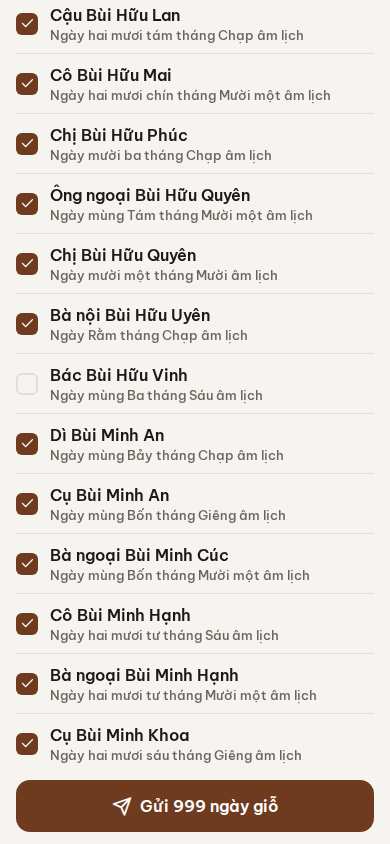 Cậu Bùi Hữu Lan
Ngày hai mươi tám tháng Chạp âm lịch
Cô Bùi Hữu Mai
Ngày hai mươi chín tháng Mười một âm lịch
Chị Bùi Hữu Phúc
Ngày mười ba tháng Chạp âm lịch
Ông ngoại Bùi Hữu Quyên
Ngày mùng Tám tháng Mười một âm lịch
Chị Bùi Hữu Quyên
Ngày mười một tháng Mười âm lịch
Bà nội Bùi Hữu Uyên
Ngày Rằm tháng Chạp âm lịch
Bác Bùi Hữu Vinh
Ngày mùng Ba tháng Sáu âm lịch
Dì Bùi Minh An
Ngày mùng Bảy tháng Chạp âm lịch
Cụ Bùi Minh An
Ngày mùng Bốn tháng Giêng âm lịch
Bà ngoại Bùi Minh Cúc
Ngày mùng Bốn tháng Mười một âm lịch
Cô Bùi Minh Hạnh
Ngày hai mươi tư tháng Sáu âm lịch
Bà ngoại Bùi Minh Hạnh
Ngày hai mươi tư tháng Mười một âm lịch
Cụ Bùi Minh Khoa
Ngày hai mươi sáu tháng Giêng âm lịch
Gửi 999 ngày giỗ